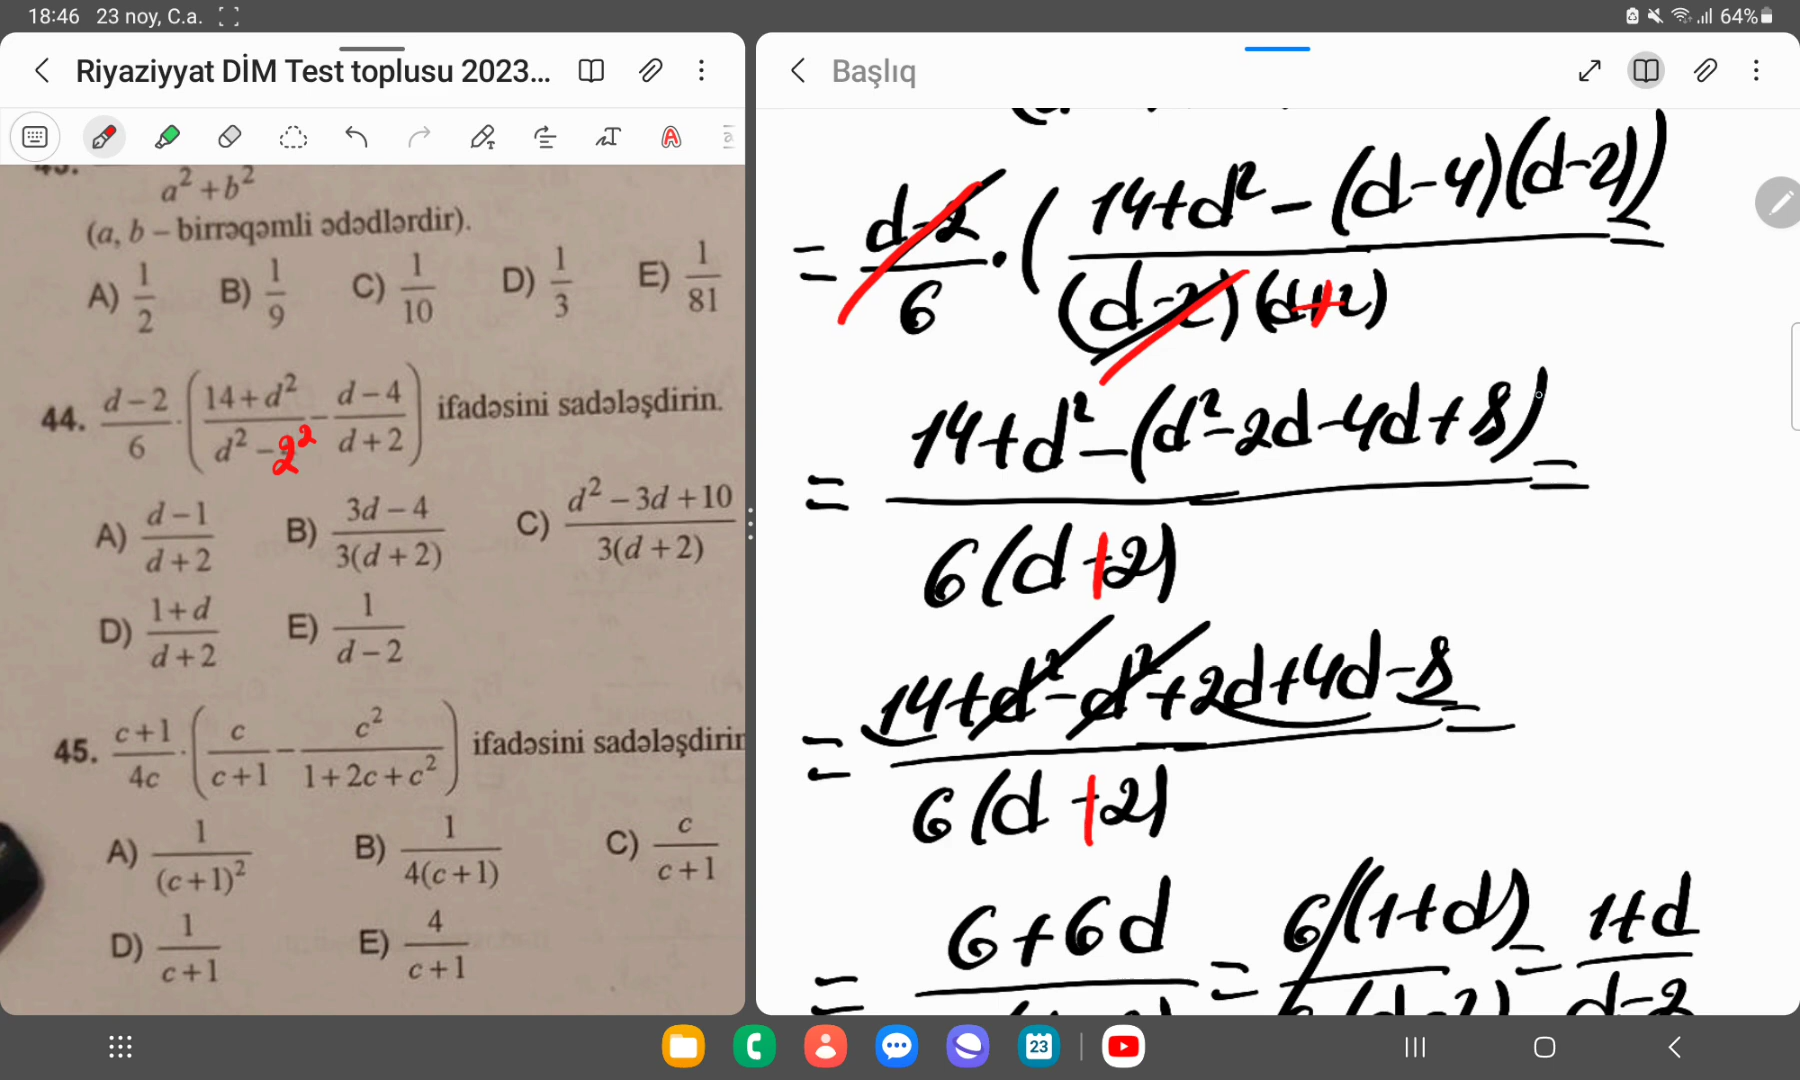 18:46 23 noy, C.a. 64%
Riyaziyyat DİM Test toplusu 2023...
a² + b²
(a, b – birrəqəmli ədədlərdir).
A) 1/2 B) 1/9 C) 1/10 D) 1/3 E) 1/81
44. (d – 2)/6 · ((14 + d²)/(d² – 2²) – (d – 4)/(d + 2)) ifadəsini sadələşdirin.
A) (d – 1)/(d + 2) B) (3d – 4)/(3(d + 2)) C) (d² – 3d + 10)/(3(d + 2))
D) (1 + d)/(d + 2) E) 1/(d – 2)
45. (c + 1)/(4c) · (c/(c + 1) – c²/(1 + 2c + c²)) ifadəsini sadələşdirin
A) 1/(c + 1)² B) 1/(4(c + 1)) C) c/(c + 1)
D) 1/(c + 1) E) 4/(c + 1)
Başlıq
= (d-2)/6 · ((14+d² - (d-4)(d-2))/((d-2)(d+2))) =
= (14+d² - (d² - 2d - 4d + 8))/(6(d+2)) =
= (14+d² - d² + 2d + 4d - 8)/(6(d+2)) =
= (6+6d)/ = 6(1+d)/(6(d-2)) = (1+d)/(d-2)
23